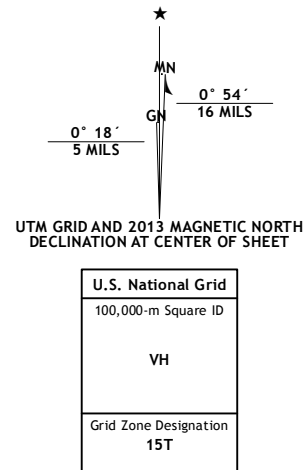 ★
MN
0° 54´
16 MILS
GN
0° 18´
5 MILS
UTM GRID AND 2013 MAGNETIC NORTH
DECLINATION AT CENTER OF SHEET
U.S. National Grid
100,000-m Square ID
VH
Grid Zone Designation
15T